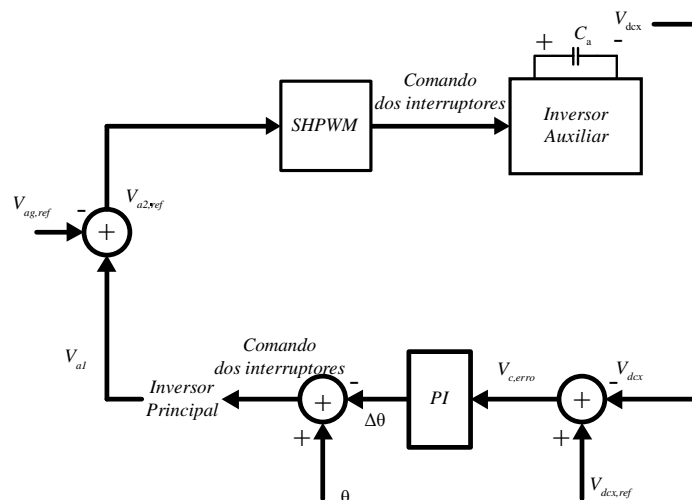 V_dcx
+ C_a -
Comando
dos interruptores
SHPWM
Inversor
Auxiliar
V_ag,ref
-
+
V_a2,ref
V_a1
Comando
dos interruptores
Inversor
Principal
-
+
+
Δθ
θ
PI
V_c,erro
-
+
+
V_dcx
V_dcx,ref